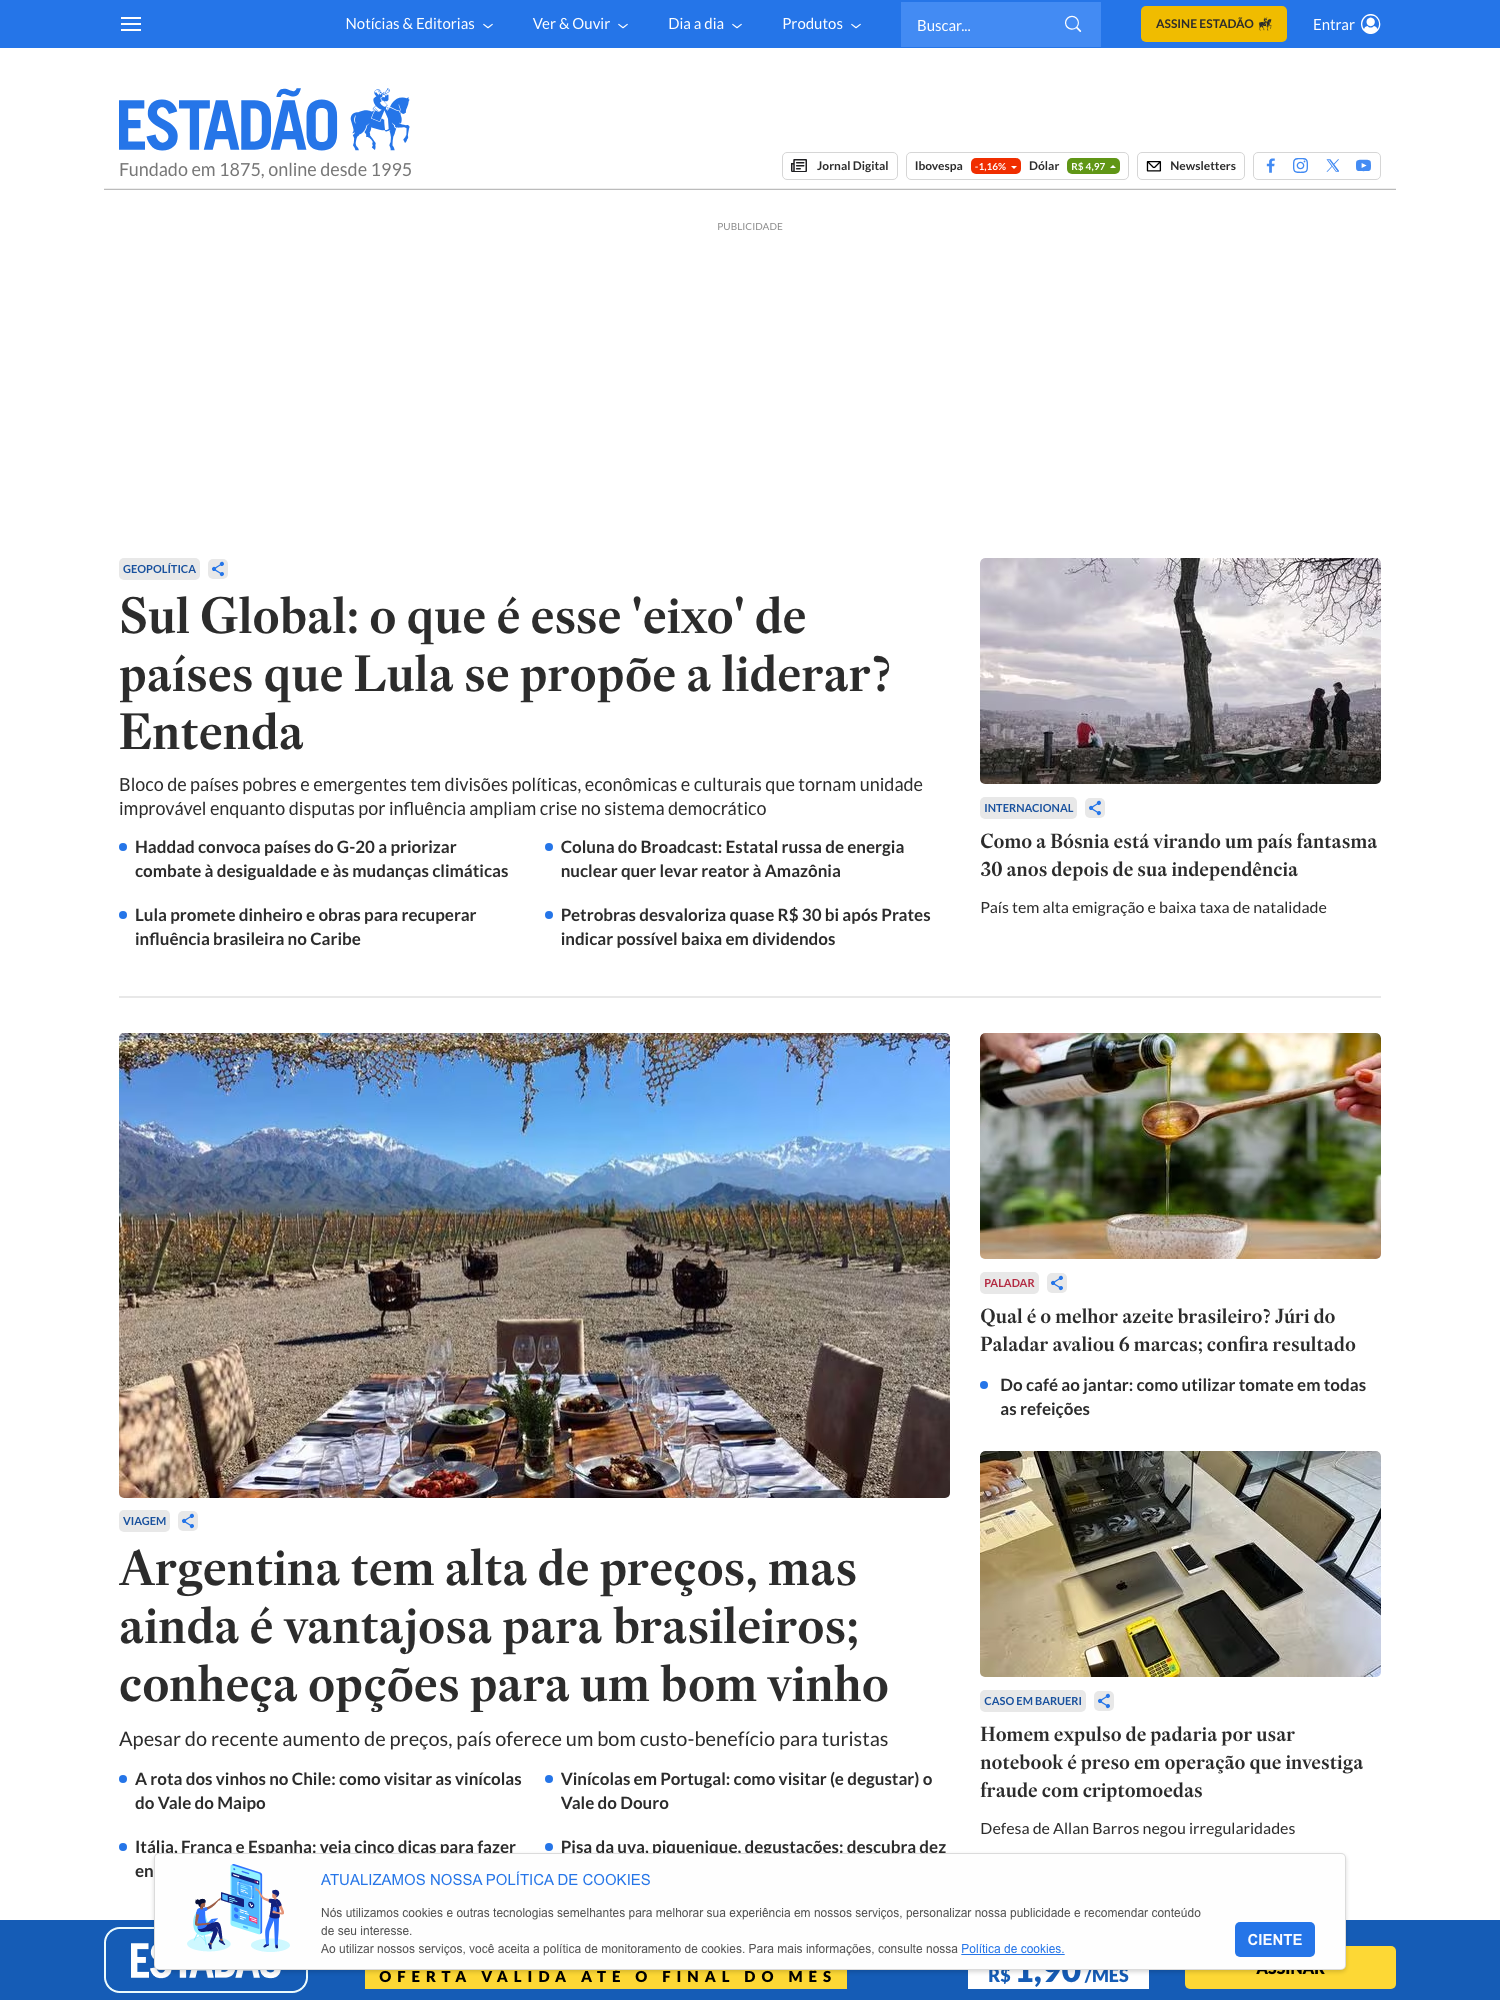 Notícias & Editorias
Ver & Ouvir
Dia a dia
Produtos
Buscar...
ASSINE ESTADÃO
Entrar
ESTADÃO
Fundado em 1875, online desde 1995
Jornal Digital
Ibovespa -1,16% Dólar R$ 4,97
Newsletters
PUBLICIDADE
GEOPOLÍTICA
Sul Global: o que é esse 'eixo' de
países que Lula se propõe a liderar?
Entenda
Bloco de países pobres e emergentes tem divisões políticas, econômicas e culturais que tornam unidade
improvável enquanto disputas por influência ampliam crise no sistema democrático
Haddad convoca países do G-20 a priorizar
combate à desigualdade e às mudanças climáticas
Coluna do Broadcast: Estatal russa de energia
nuclear quer levar reator à Amazônia
Lula promete dinheiro e obras para recuperar
influência brasileira no Caribe
Petrobras desvaloriza quase R$ 30 bi após Prates
indicar possível baixa em dividendos
INTERNACIONAL
Como a Bósnia está virando um país fantasma
30 anos depois de sua independência
País tem alta emigração e baixa taxa de natalidade
VIAGEM
Argentina tem alta de preços, mas
ainda é vantajosa para brasileiros;
conheça opções para um bom vinho
Apesar do recente aumento de preços, país oferece um bom custo-benefício para turistas
A rota dos vinhos no Chile: como visitar as vinícolas
do Vale do Maipo
Vinícolas em Portugal: como visitar (e degustar) o
Vale do Douro
Itália, França e Espanha: veja cinco dicas para fazer
en
Pisa da uva, piquenique, degustações: descubra dez
PALADAR
Qual é o melhor azeite brasileiro? Júri do
Paladar avaliou 6 marcas; confira resultado
Do café ao jantar: como utilizar tomate em todas
as refeições
CASO EM BARUERI
Homem expulso de padaria por usar
notebook é preso em operação que investiga
fraude com criptomoedas
Defesa de Allan Barros negou irregularidades
ATUALIZAMOS NOSSA POLÍTICA DE COOKIES
Nós utilizamos cookies e outras tecnologias semelhantes para melhorar sua experiência em nossos serviços, personalizar nossa publicidade e recomendar conteúdo
de seu interesse.
Ao utilizar nossos serviços, você aceita a política de monitoramento de cookies. Para mais informações, consulte nossa Política de cookies.
CIENTE
ESTADÃO
OFERTA VÁLIDA ATÉ O FINAL DO MÊS
R$ 1,90/MÊS
ASSINAR